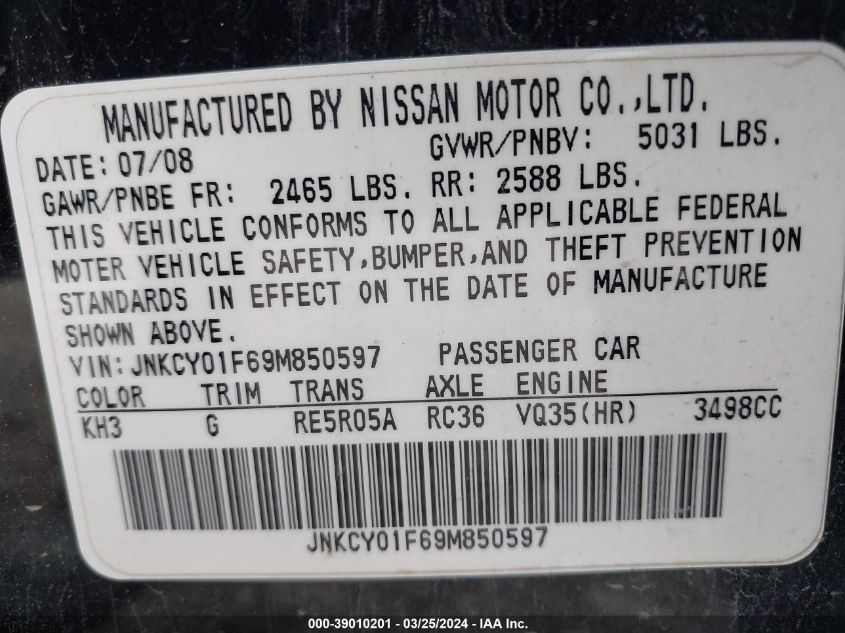 MANUFACTURED BY NISSAN MOTOR CO.,LTD.
DATE: 07/08 GVWR/PNBV: 5031 LBS.
GAWR/PNBE FR: 2465 LBS. RR: 2588 LBS.
THIS VEHICLE CONFORMS TO ALL APPLICABLE FEDERAL
MOTER VEHICLE SAFETY,BUMPER,AND THEFT PREVENTION
STANDARDS IN EFFECT ON THE DATE OF MANUFACTURE
SHOWN ABOVE.
VIN:JNKCY01F69M850597 PASSENGER CAR
COLOR TRIM TRANS AXLE ENGINE
KH3 G RE5R05A RC36 VQ35(HR) 3498CC
JNKCY01F69M850597
000-39010201 - 03/25/2024 - IAA Inc.